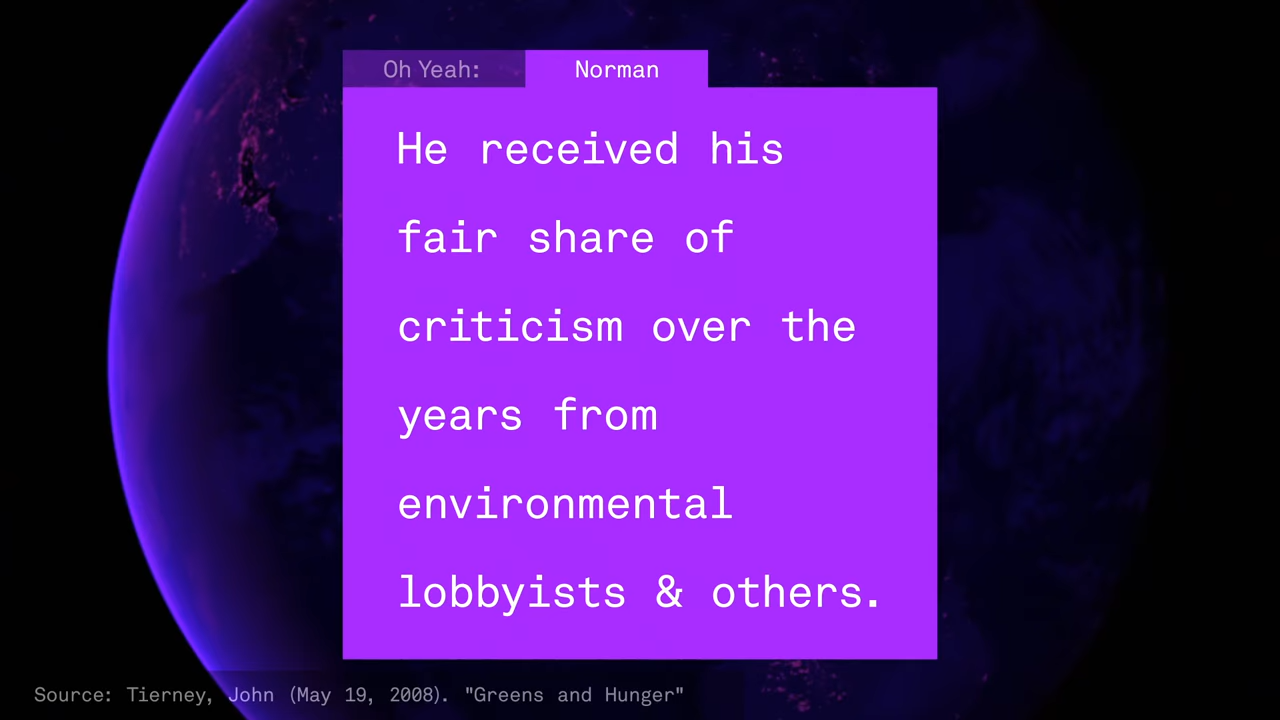 Oh Yeah: Norman
He received his
fair share of
criticism over the
years from
environmental
lobbyists & others.
Source: Tierney, John (May 19, 2008). "Greens and Hunger"